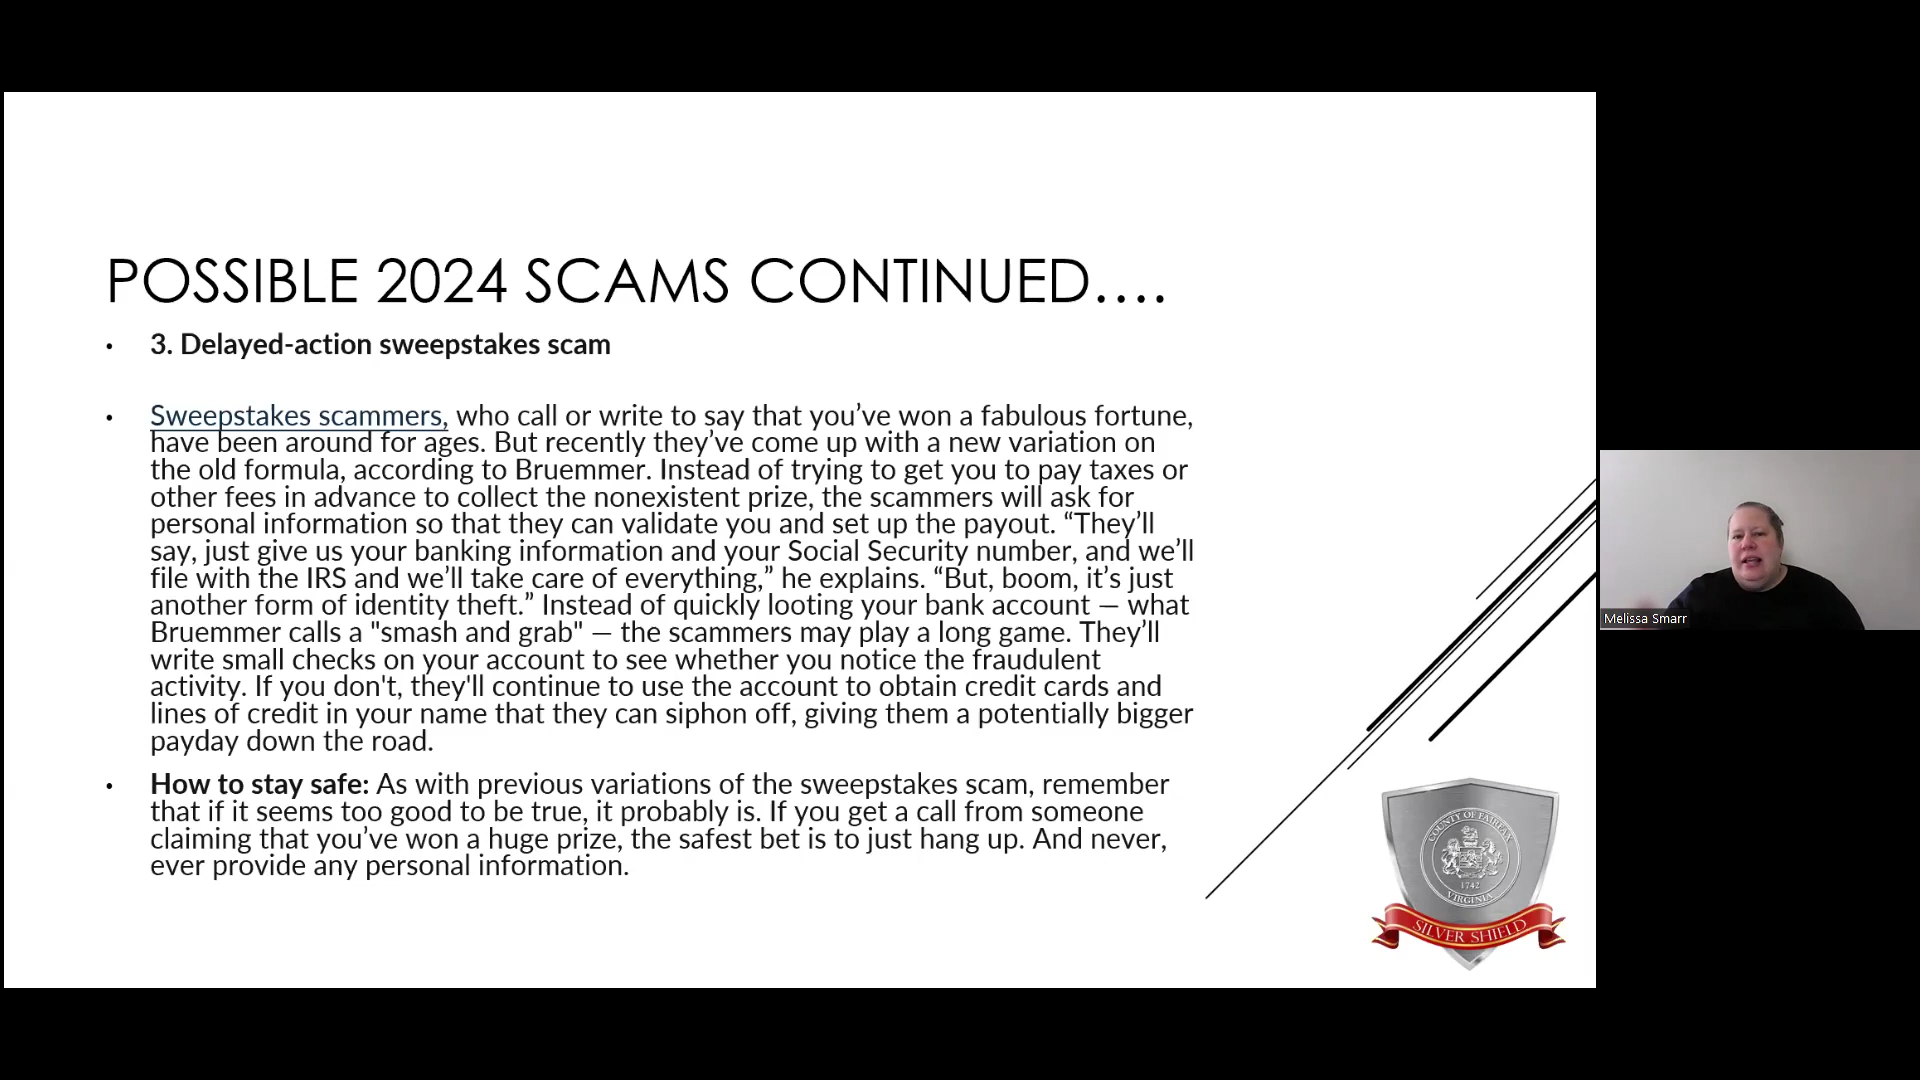 POSSIBLE 2024 SCAMS CONTINUED....
• 3. Delayed-action sweepstakes scam
• Sweepstakes scammers, who call or write to say that you’ve won a fabulous fortune,
have been around for ages. But recently they’ve come up with a new variation on
the old formula, according to Bruemmer. Instead of trying to get you to pay taxes or
other fees in advance to collect the nonexistent prize, the scammers will ask for
personal information so that they can validate you and set up the payout. “They’ll
say, just give us your banking information and your Social Security number, and we’ll
file with the IRS and we’ll take care of everything,” he explains. “But, boom, it’s just
another form of identity theft.” Instead of quickly looting your bank account — what
Bruemmer calls a "smash and grab" — the scammers may play a long game. They’ll
write small checks on your account to see whether you notice the fraudulent
activity. If you don't, they'll continue to use the account to obtain credit cards and
lines of credit in your name that they can siphon off, giving them a potentially bigger
payday down the road.
• How to stay safe: As with previous variations of the sweepstakes scam, remember
that if it seems too good to be true, it probably is. If you get a call from someone
claiming that you’ve won a huge prize, the safest bet is to just hang up. And never,
ever provide any personal information.
COUNTY OF FAIRFAX
1742
VIRGINIA
SILVER SHIELD
Melissa Smarr